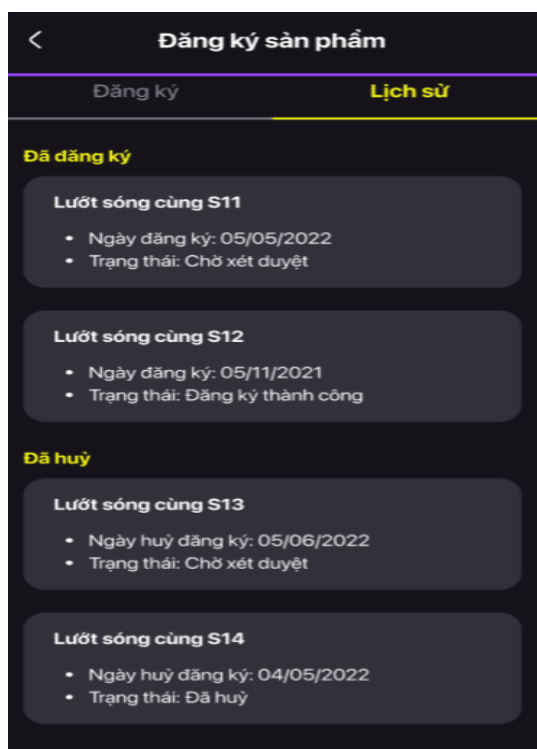 Đăng ký sản phẩm
Đăng ký
Lịch sử
Đã đăng ký
Lướt sóng cùng S11
• Ngày đăng ký: 05/05/2022
• Trạng thái: Chờ xét duyệt
Lướt sóng cùng S12
• Ngày đăng ký: 05/11/2021
• Trạng thái: Đăng ký thành công
Đã huỷ
Lướt sóng cùng S13
• Ngày huỷ đăng ký: 05/06/2022
• Trạng thái: Chờ xét duyệt
Lướt sóng cùng S14
• Ngày huỷ đăng ký: 04/05/2022
• Trạng thái: Đã huỷ